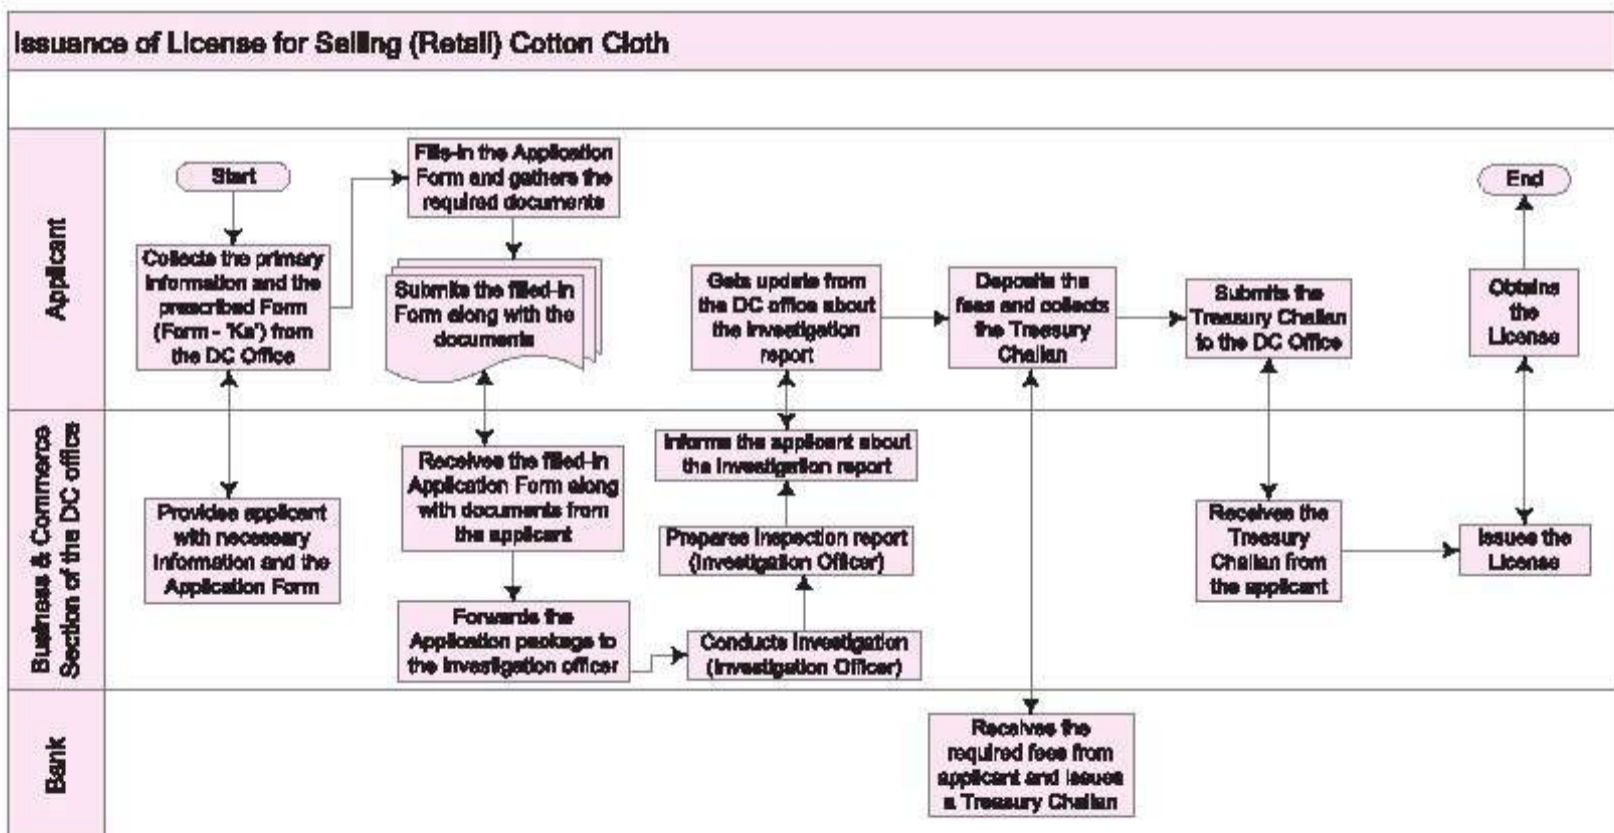 Issuance of License for Selling (Retail) Cotton Cloth
Applicant
Start
Collects the primary
information and the
prescribed Form
(Form - 'Ka') from
the DC Office
Fills-in the Application
Form and gathers the
required documents
Submits the filled-in
Form along with the
documents
Gets update from
the DC office about
the investigation
report
Deposits the
fees and collects
the Treasury
Challan
Submits the
Treasury Challan
to the DC Office
Obtains
the
License
End
Business & Commerce
Section of the DC office
Provides applicant
with necessary
information and the
Application Form
Receives the filled-in
Application Form along
with documents from
the applicant
Forwards the
Application package to
the investigation officer
Informs the applicant about
the investigation report
Prepares inspection report
(Investigation Officer)
Conducts Investigation
(Investigation Officer)
Receives the
Treasury
Challan from
the applicant
Issues the
License
Bank
Receives the
required fees from
applicant and issues
a Treasury Challan